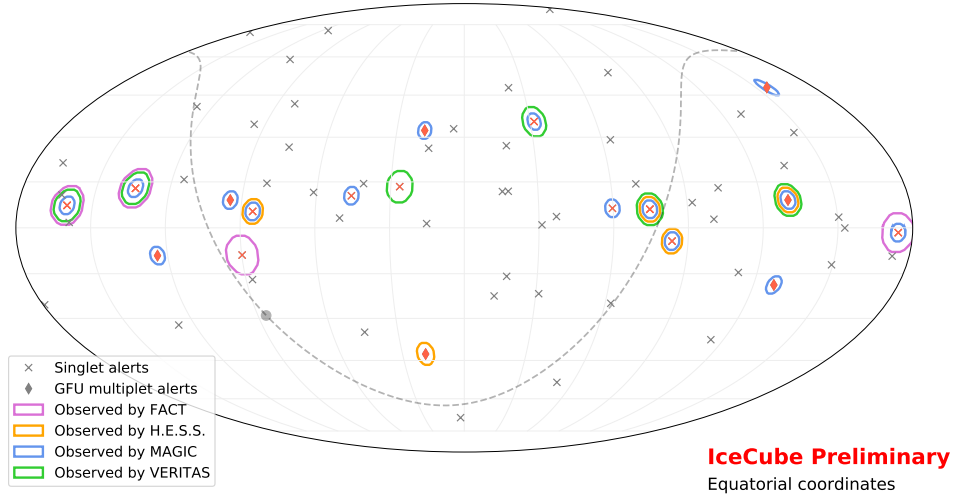 Singlet alerts
GFU multiplet alerts
Observed by FACT
Observed by H.E.S.S.
Observed by MAGIC
Observed by VERITAS
IceCube Preliminary
Equatorial coordinates